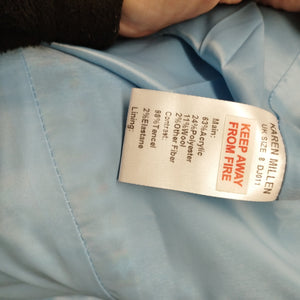 KAREN MILLEN
UK SIZE 8 DJ011
KEEP AWAY
FROM FIRE
Main:
63%Acrylic
24%Polyester
11%Wool
2%Other Fiber
Contrast:
98%Tencel
2%Elastane
Lining: